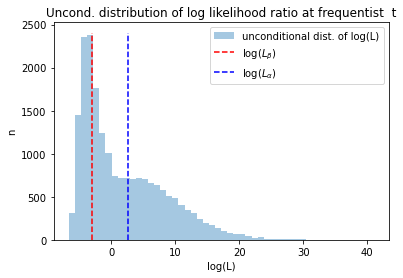 Uncond. distribution of log likelihood ratio at frequentist  t
unconditional dist. of log(L)
log(L_β)
log(L_α)
n
2500
2000
1500
1000
500
0
0
10
20
30
40
log(L)